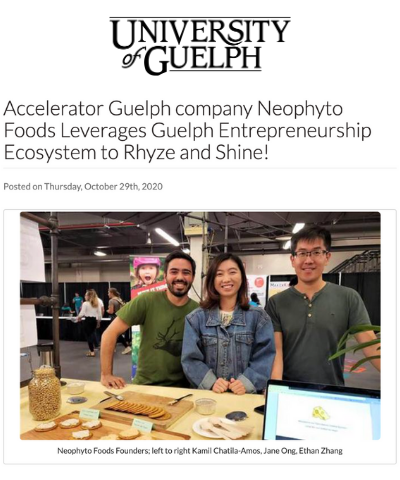 UNIVERSITY
of GUELPH
Accelerator Guelph company Neophyto
Foods Leverages Guelph Entrepreneurship
Ecosystem to Rhyze and Shine!
Posted on Thursday, October 29th, 2020
Neophyto Foods Founders; left to right Kamil Chatila-Amos, Jane Ong, Ethan Zhang